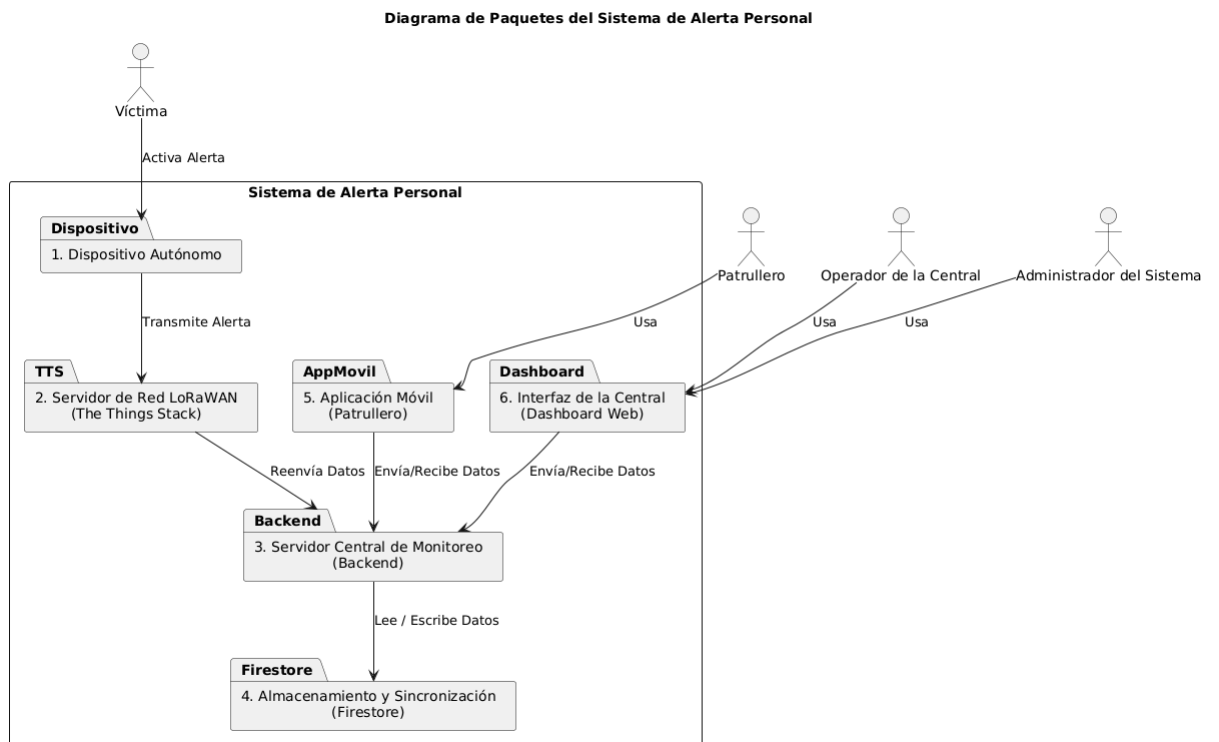 Diagrama de Paquetes del Sistema de Alerta Personal
Víctima
Activa Alerta
Sistema de Alerta Personal
Dispositivo
1. Dispositivo Autónomo
Patrullero
Operador de la Central
Administrador del Sistema
Transmite Alerta
Usa
Usa
Usa
TTS
2. Servidor de Red LoRaWAN
(The Things Stack)
AppMovil
5. Aplicación Móvil
(Patrullero)
Dashboard
6. Interfaz de la Central
(Dashboard Web)
Reenvía Datos
Envía/Recibe Datos
Envía/Recibe Datos
Backend
3. Servidor Central de Monitoreo
(Backend)
Lee / Escribe Datos
Firestore
4. Almacenamiento y Sincronización
(Firestore)